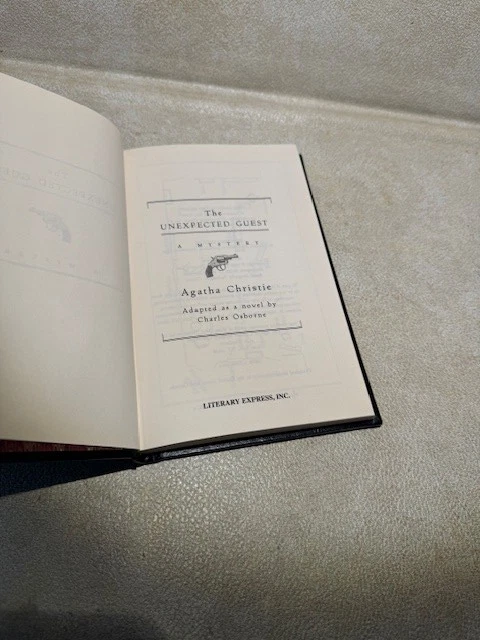 The
UNEXPECTED GUEST
A MYSTERY
Agatha Christie
Adapted as a novel by
Charles Osborne
LITERARY EXPRESS, INC.